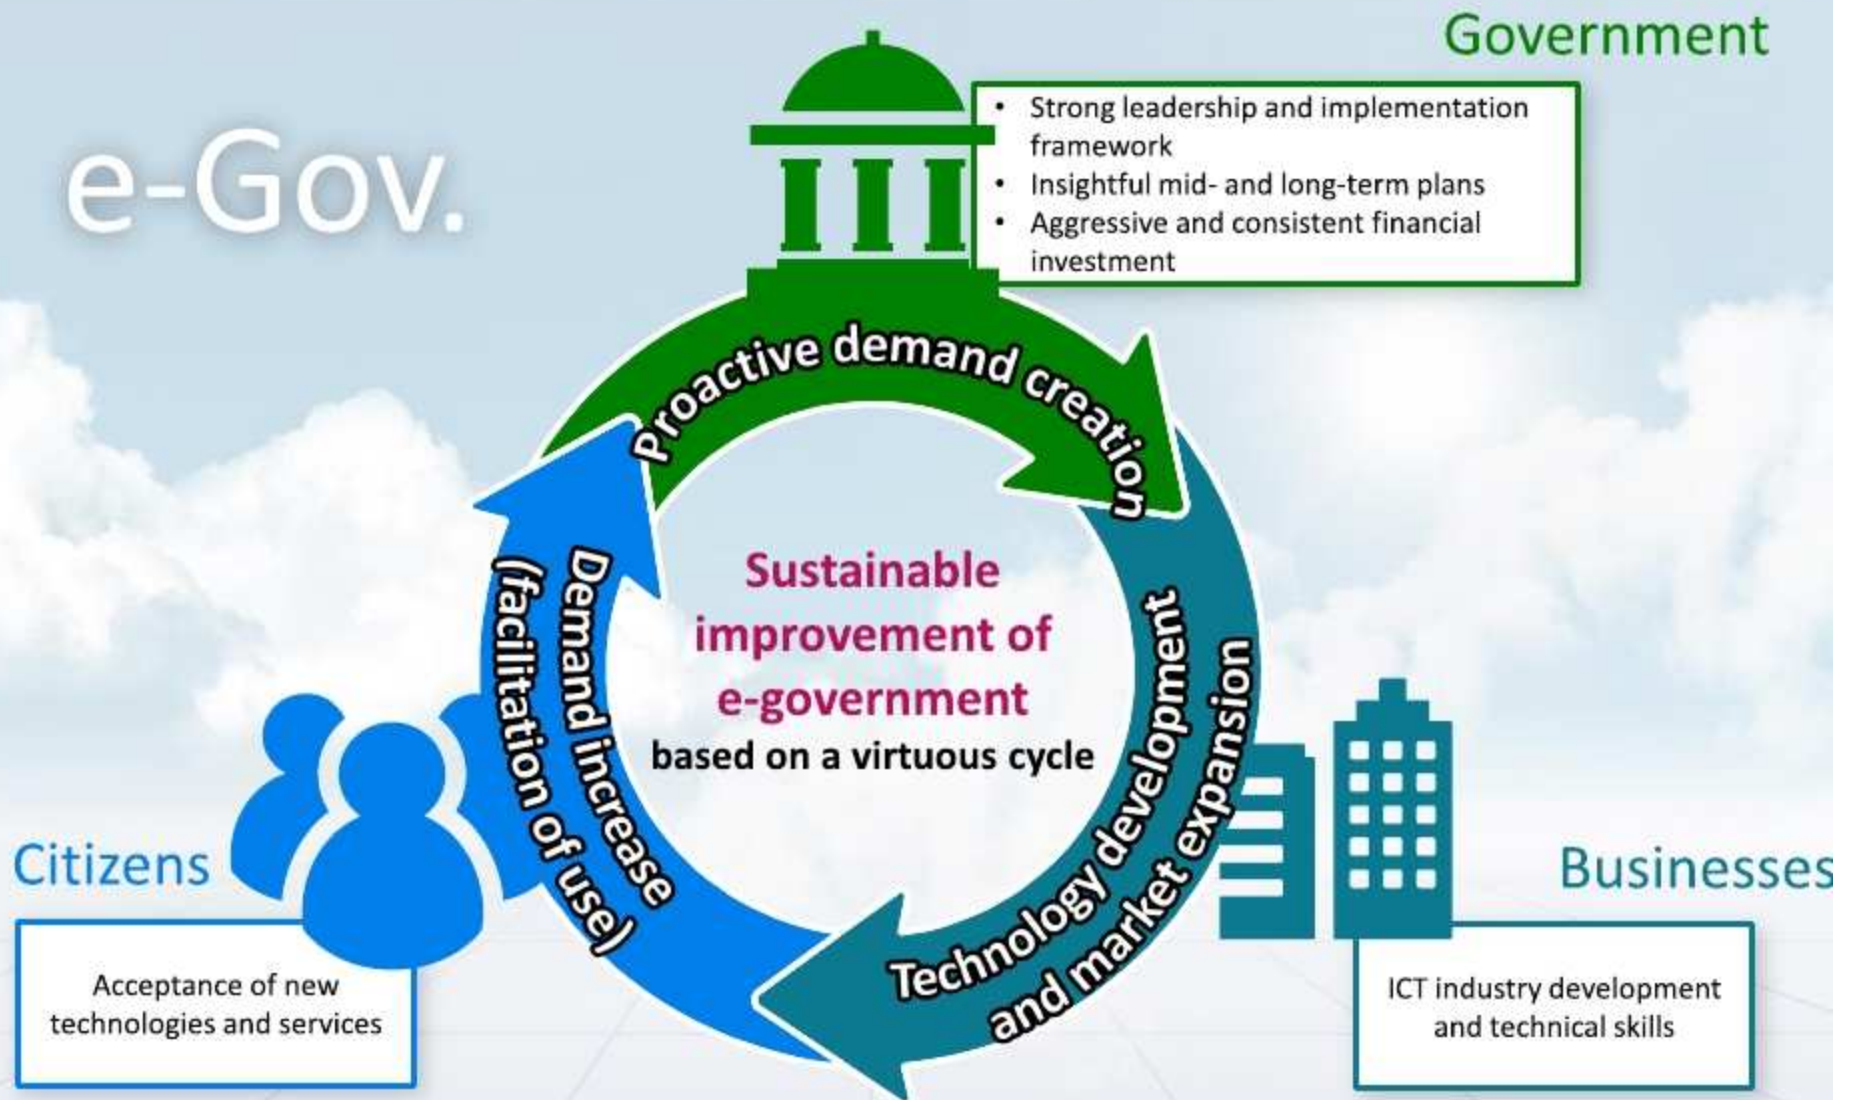 Government
e-Gov.
• Strong leadership and implementation
framework
• Insightful mid- and long-term plans
• Aggressive and consistent financial
investment
Proactive demand creation
Technology development
and market expansion
Demand increase
(facilitation of use)
Sustainable
improvement of
e-government
based on a virtuous cycle
Citizens
Acceptance of new
technologies and services
Businesses
ICT industry development
and technical skills